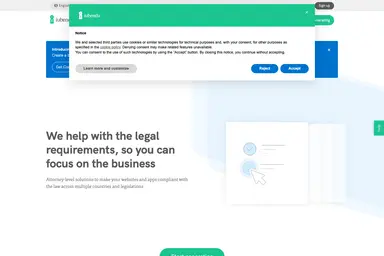 Sign up
iubenda
×
iubenda
Notice
We and selected third parties use cookies or similar technologies for technical purposes and, with your consent, for other purposes as
specified in the cookie policy. Denying consent may make related features unavailable.
You can consent to the use of such technologies by using the "Accept" button. By closing this notice, you continue without accepting.
Learn more and customize
Reject
Accept
We help with the legal
requirements, so you can
focus on the business
Attorney-level solutions to make your websites and apps compliant with
the law across multiple countries and legislations